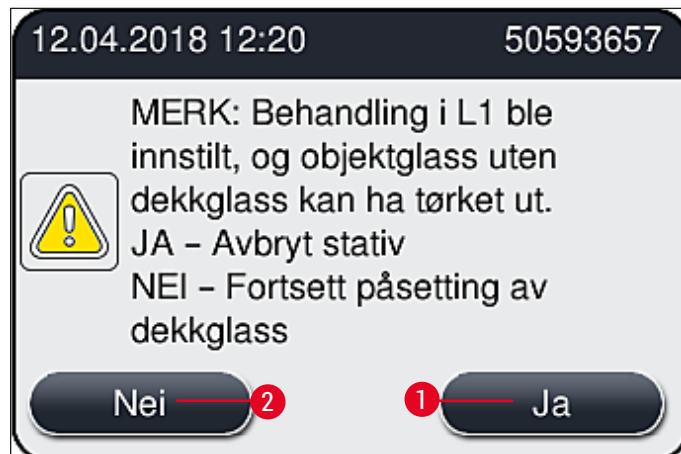 12.04.2018 12:20 50593657
MERK: Behandling i L1 ble
innstilt, og objektglass uten
dekkglass kan ha tørket ut.
JA – Avbryt stativ
NEI – Fortsett påsetting av
dekkglass
Nei 2 1 Ja